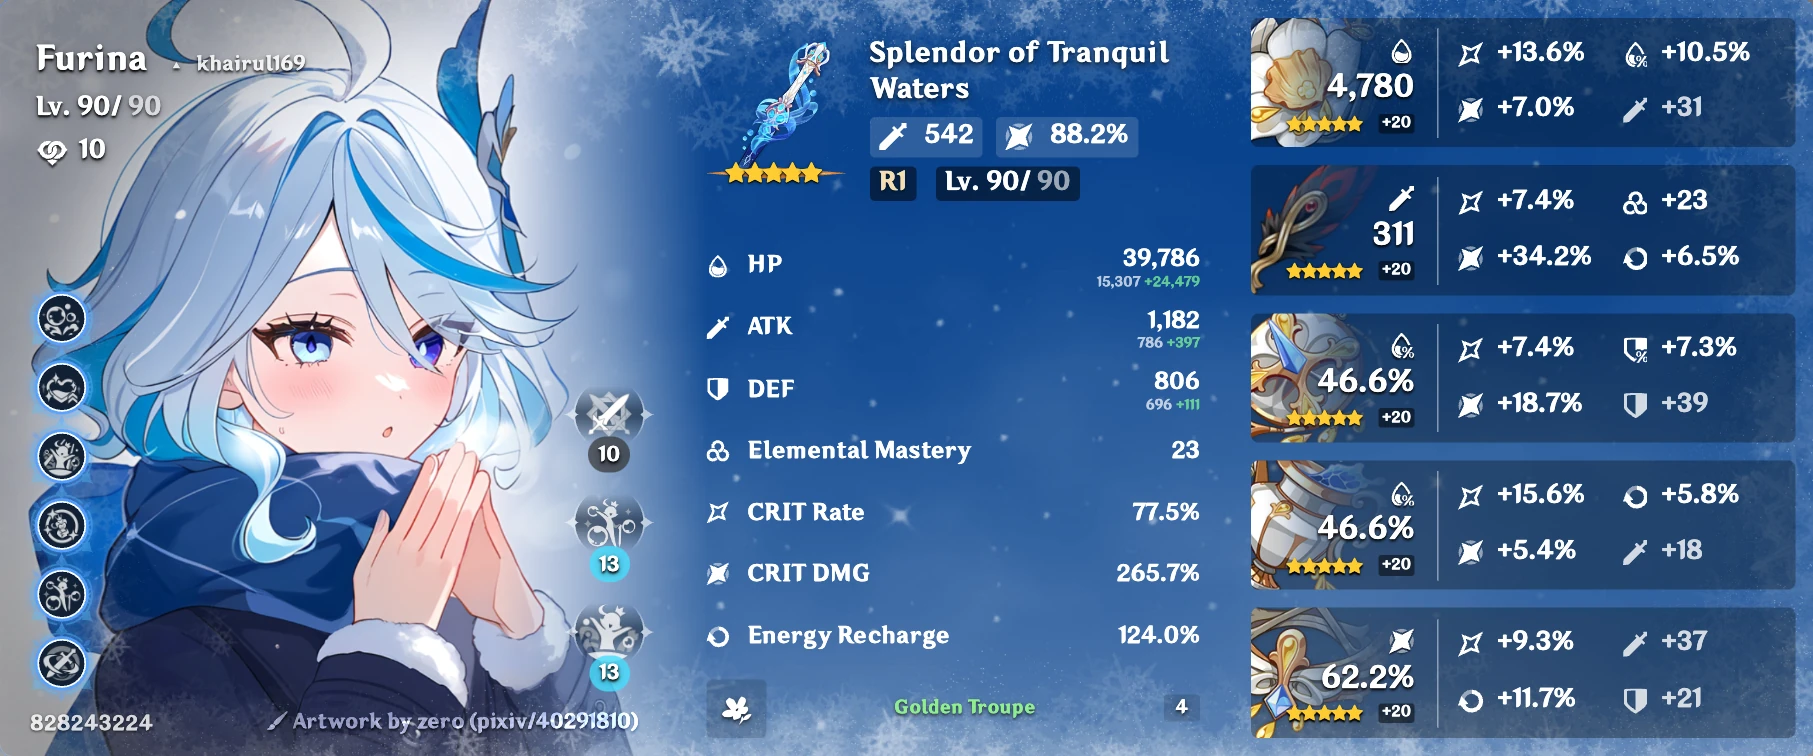 Furina ▲ khairul169
Lv. 90/ 90
10
10
13
13
828243224
Artwork by zero (pixiv/40291810)
Splendor of Tranquil
Waters
542 88.2%
R1 Lv. 90/ 90
HP 39,786
15,307 +24,479
ATK 1,182
786 +397
DEF 806
696 +111
Elemental Mastery 23
CRIT Rate 77.5%
CRIT DMG 265.7%
Energy Recharge 124.0%
Golden Troupe 4
4,780
+20
+13.6% +10.5%
+7.0% +31
311
+20
+7.4% +23
+34.2% +6.5%
46.6%
+20
+7.4% +7.3%
+18.7% +39
46.6%
+20
+15.6% +5.8%
+5.4% +18
62.2%
+20
+9.3% +37
+11.7% +21